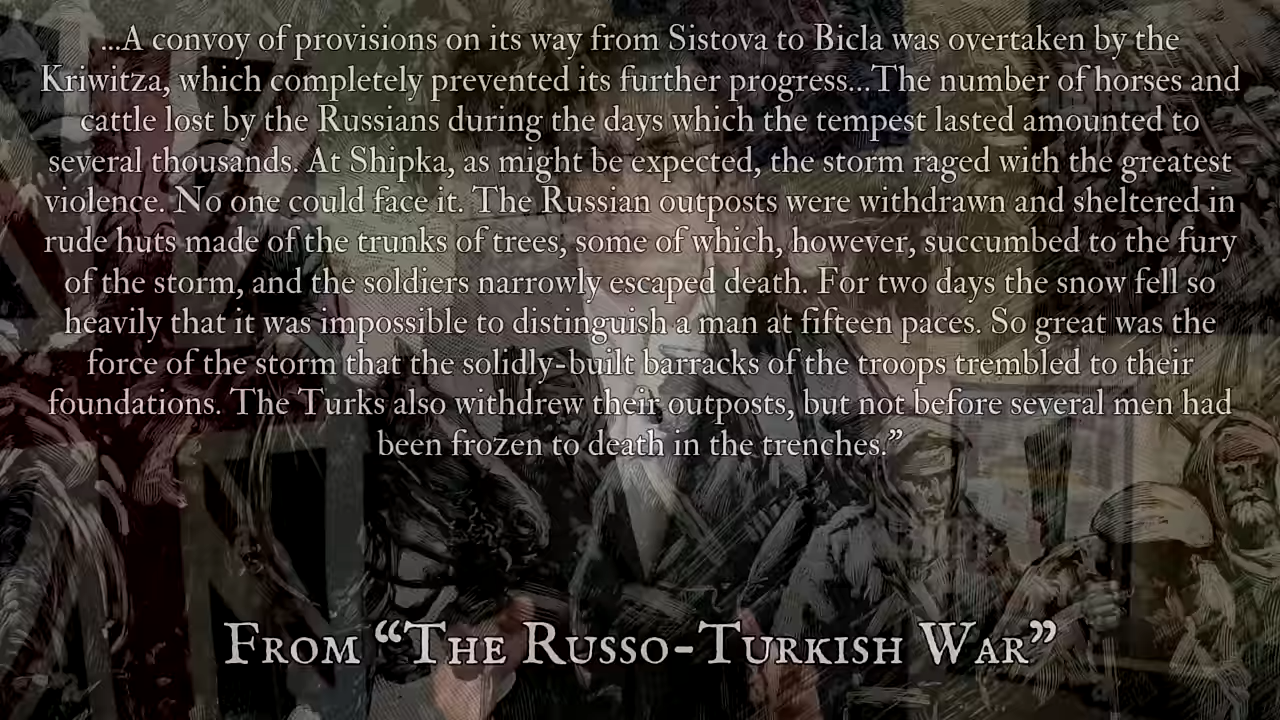 ...A convoy of provisions on its way from Sistova to Bicla was overtaken by the
Kriwitza, which completely prevented its further progress...The number of horses and
cattle lost by the Russians during the days which the tempest lasted amounted to
several thousands. At Shipka, as might be expected, the storm raged with the greatest
violence. No one could face it. The Russian outposts were withdrawn and sheltered in
rude huts made of the trunks of trees, some of which, however, succumbed to the fury
of the storm, and the soldiers narrowly escaped death. For two days the snow fell so
heavily that it was impossible to distinguish a man at fifteen paces. So great was the
force of the storm that the solidly-built barracks of the troops trembled to their
foundations. The Turks also withdrew their outposts, but not before several men had
been frozen to death in the trenches.”
From “The Russo-Turkish War”